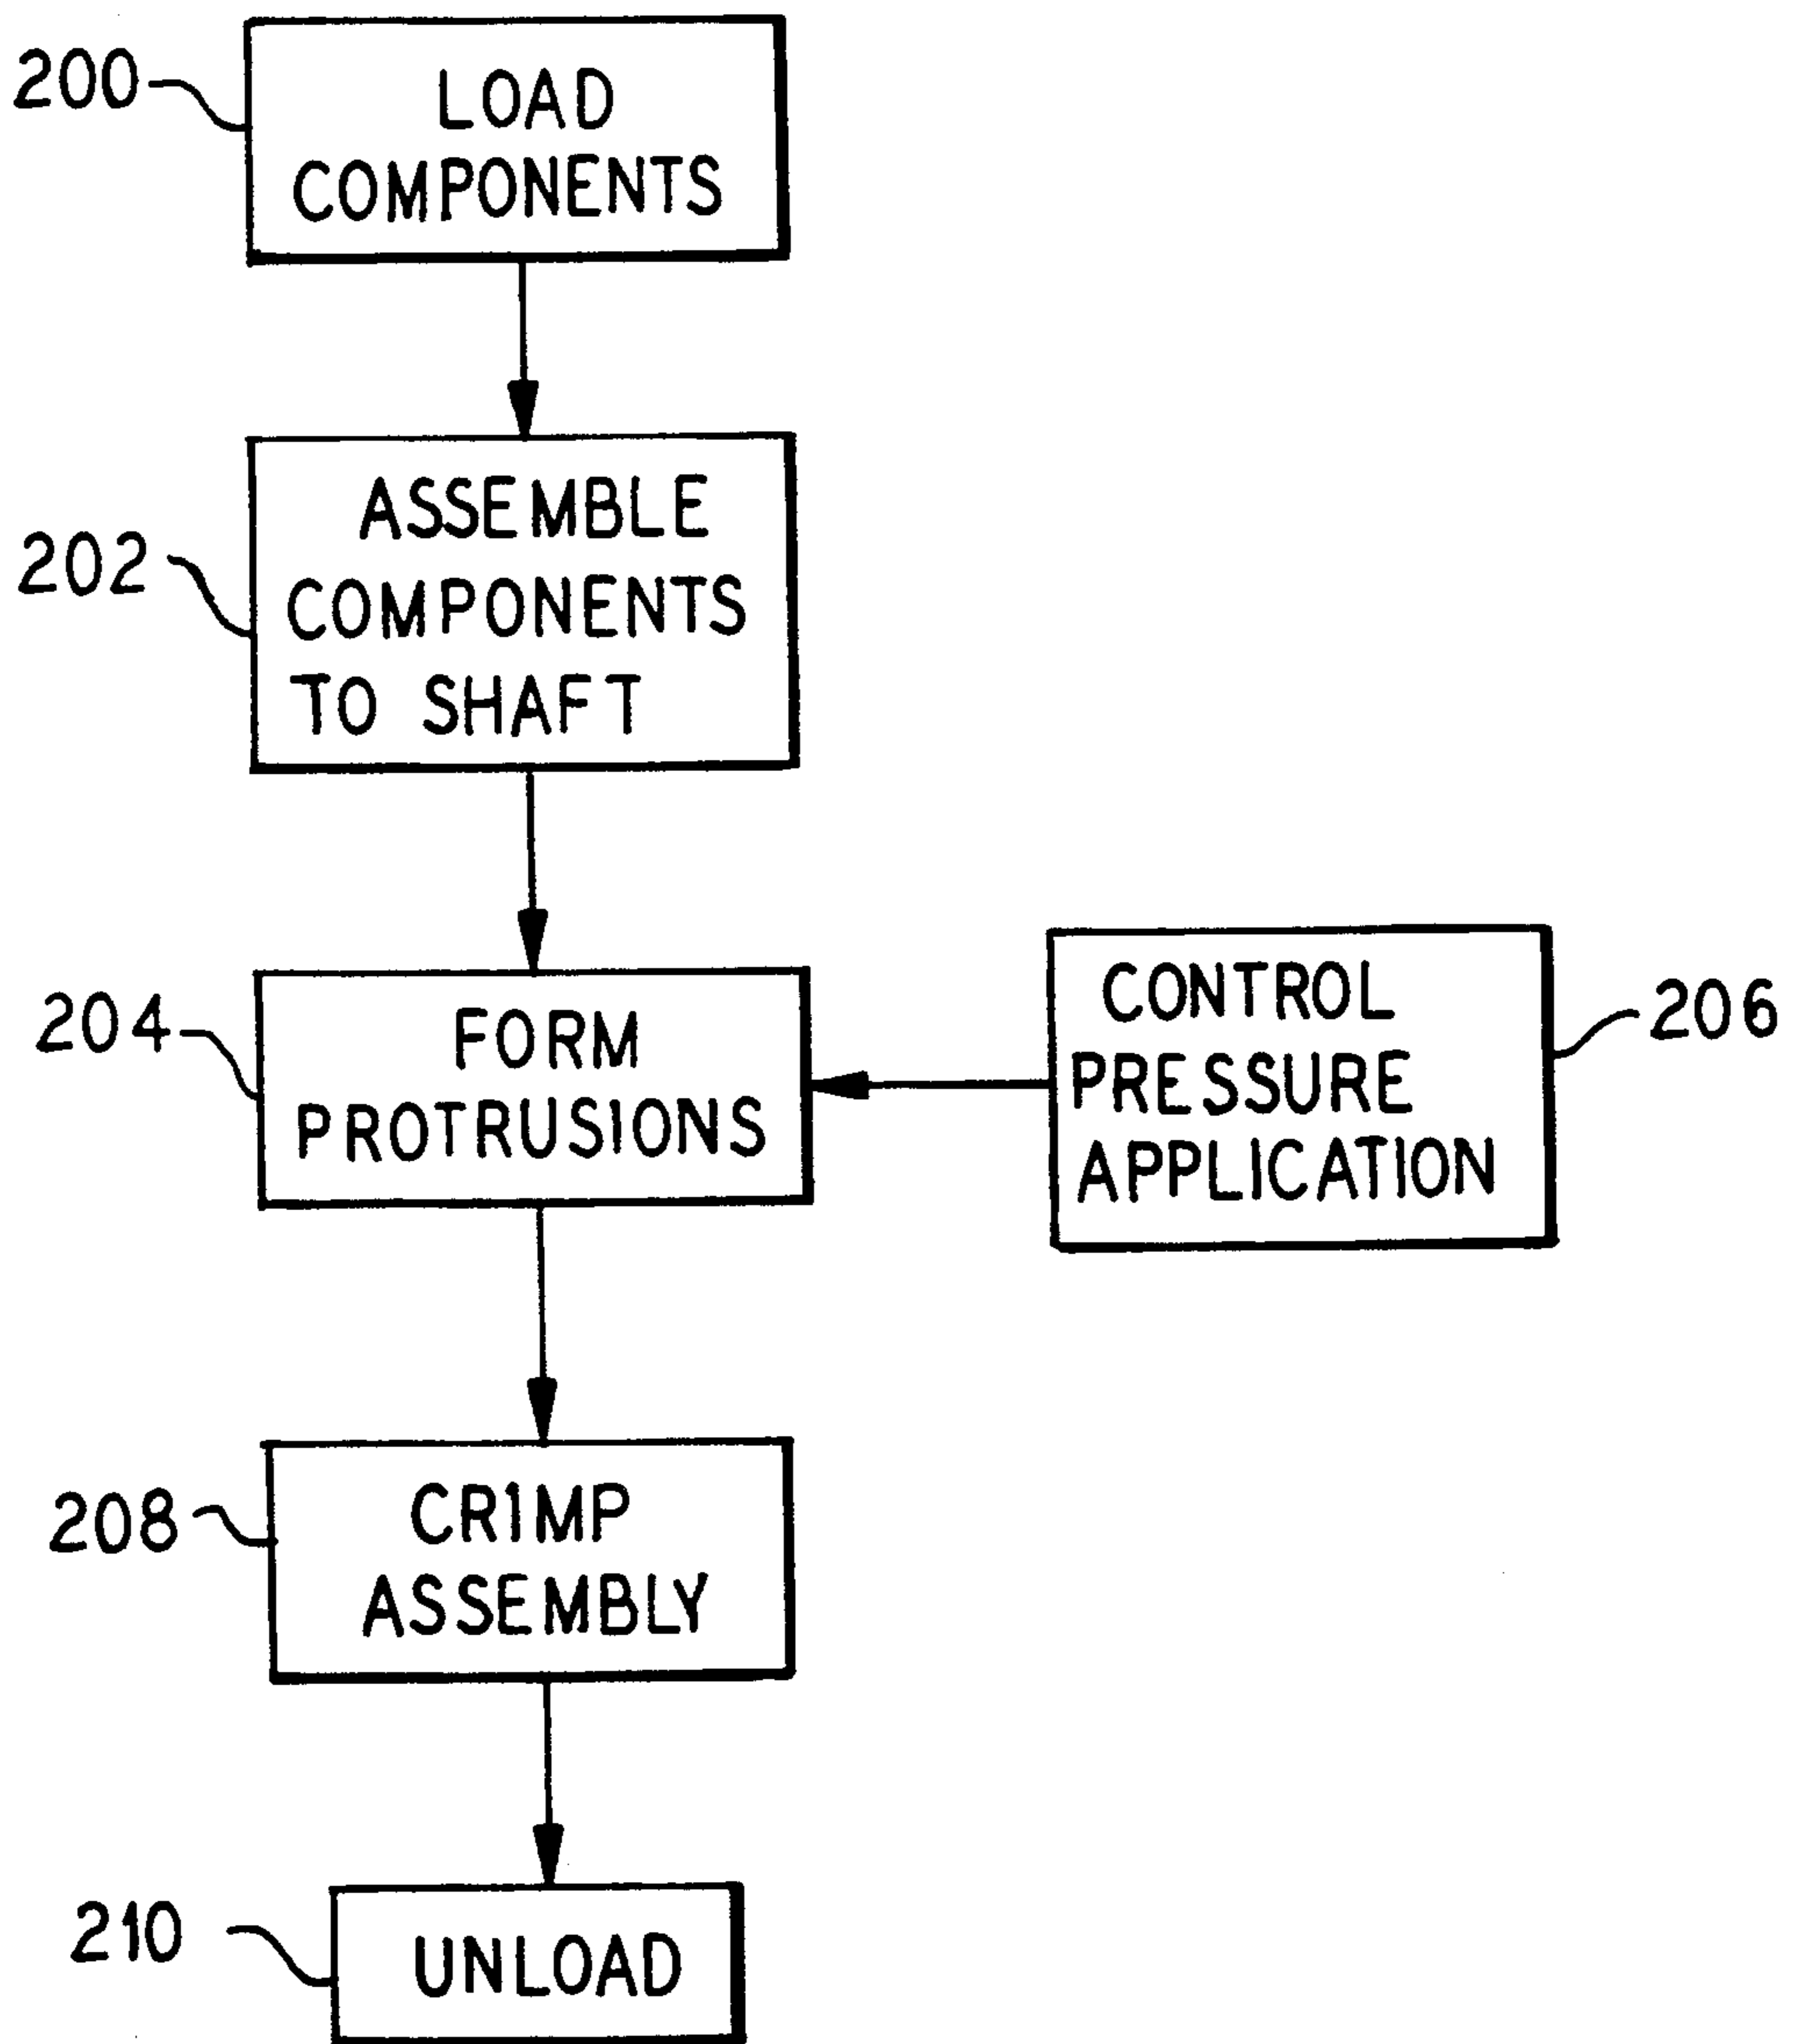 200
LOAD
COMPONENTS
202
ASSEMBLE
COMPONENTS
TO SHAFT
204
FORM
PROTRUSIONS
CONTROL
PRESSURE
APPLICATION
206
208
CRIMP
ASSEMBLY
210
UNLOAD